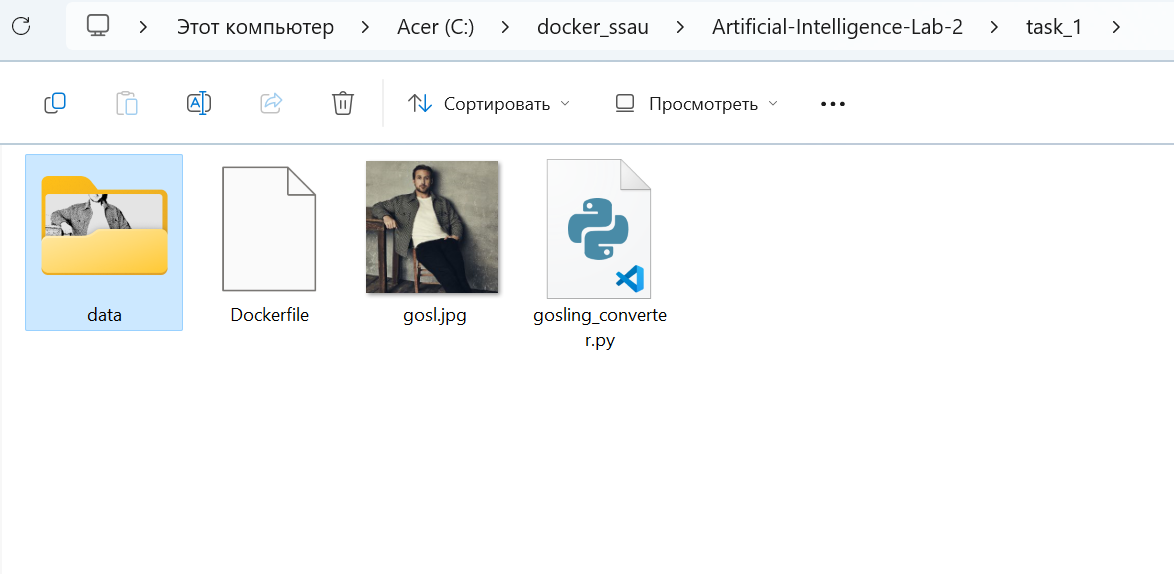 Этот компьютер > Acer (C:) > docker_ssau > Artificial-Intelligence-Lab-2 > task_1 >
Сортировать Просмотреть
data
Dockerfile
gosl.jpg
gosling_converte
r.py